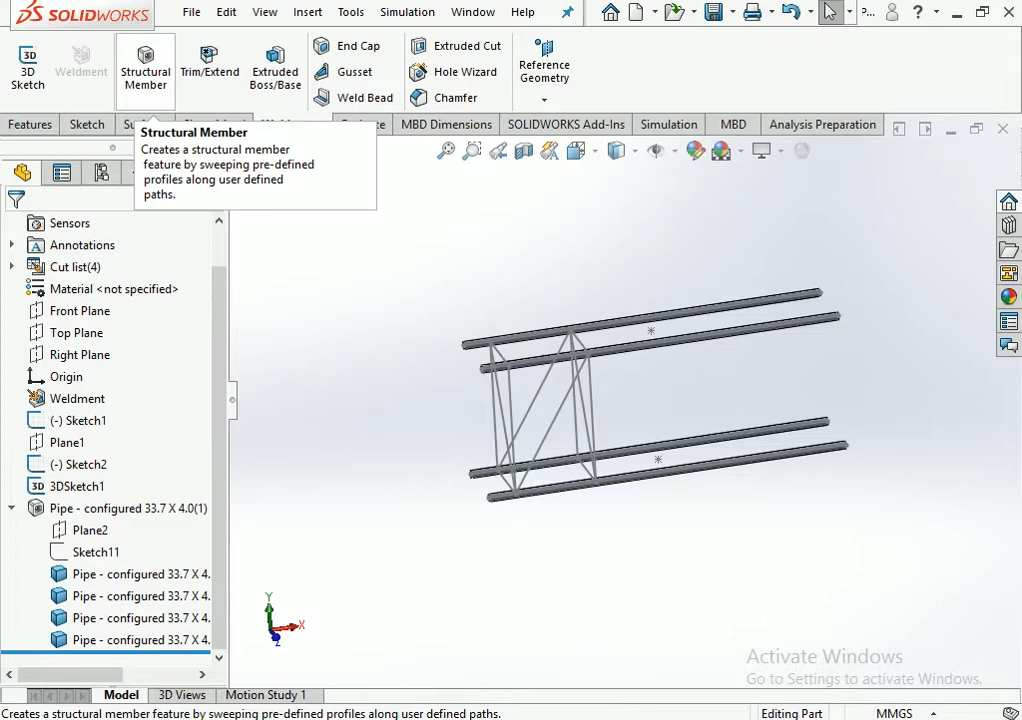 SOLIDWORKS File Edit View Insert Tools Simulation Window Help P... ?
3D Sketch
Weldment
Structural Member
Trim/Extend
Extruded Boss/Base
End Cap
Gusset
Weld Bead
Extruded Cut
Hole Wizard
Chamfer
Reference Geometry
Features Sketch MBD Dimensions SOLIDWORKS Add-Ins Simulation MBD Analysis Preparation
Structural Member
Creates a structural member
feature by sweeping pre-defined
profiles along user defined
paths.
Sensors
Annotations
Cut list(4)
Material <not specified>
Front Plane
Top Plane
Right Plane
Origin
Weldment
(-) Sketch1
Plane1
(-) Sketch2
3D 3DSketch1
Pipe - configured 33.7 X 4.0(1)
Plane2
Sketch11
Pipe - configured 33.7 X 4.
Pipe - configured 33.7 X 4.
Pipe - configured 33.7 X 4.
Pipe - configured 33.7 X 4.
Y
X
Z
Activate Windows
Go to Settings to activate Windows.
Model 3D Views Motion Study 1
Creates a structural member feature by sweeping pre-defined profiles along user defined paths. Editing Part MMGS